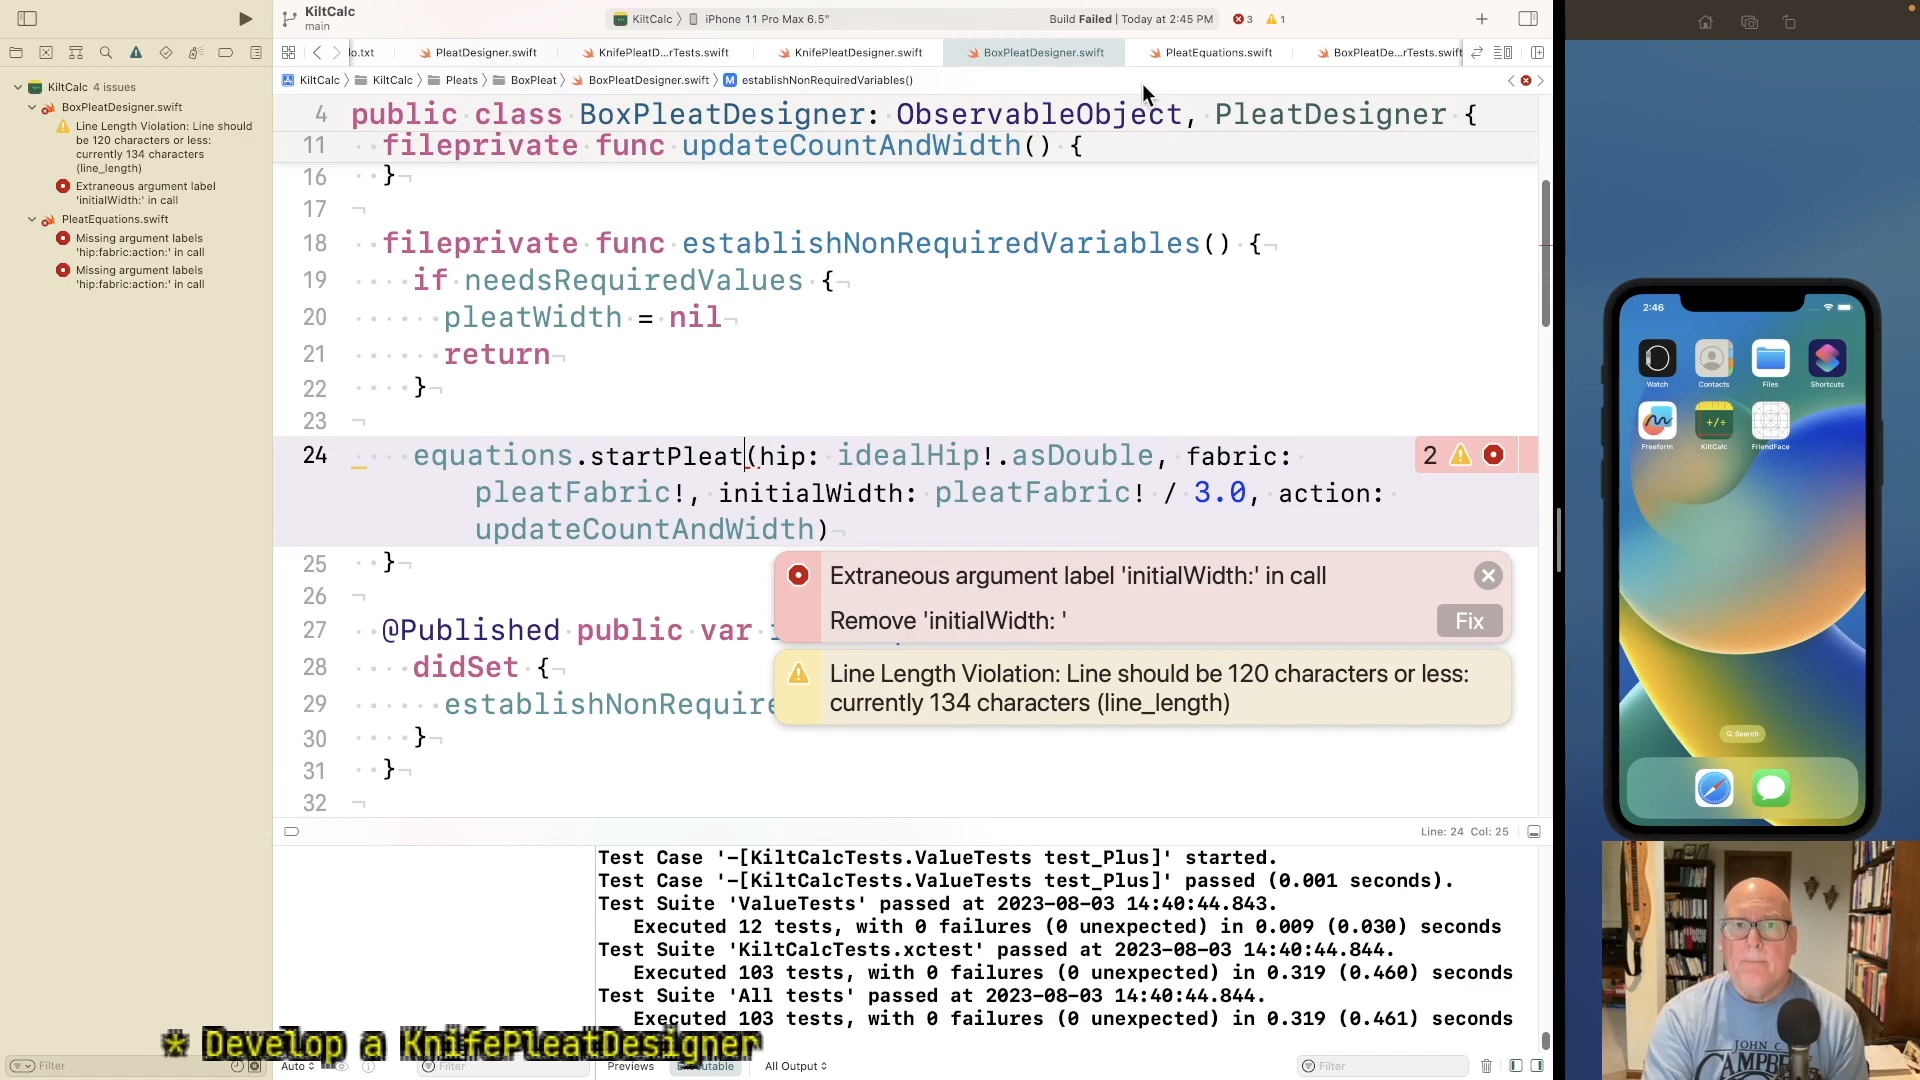 KiltCalc
main
KiltCalc
iPhone 11 Pro Max 6.5"
Build Failed | Today at 2:45 PM
3
1
lo.txt
PleatDesigner.swift
KnifePleatD...rTests.swift
KnifePleatDesigner.swift
BoxPleatDesigner.swift
PleatEquations.swift
BoxPleatDe...rTests.swift
KiltCalc
KiltCalc
Pleats
BoxPleat
BoxPleatDesigner.swift
M
establishNonRequiredVariables()
KiltCalc 4 issues
BoxPleatDesigner.swift
Line Length Violation: Line should
be 120 characters or less:
currently 134 characters
(line_length)
Extraneous argument label
'initialWidth:' in call
PleatEquations.swift
Missing argument labels
'hip:fabric:action:' in call
Missing argument labels
'hip:fabric:action:' in call
4 public class BoxPleatDesigner: ObservableObject, PleatDesigner {
11 fileprivate func updateCountAndWidth() {
16 }
17
18 fileprivate func establishNonRequiredVariables() {
19 if needsRequiredValues {
20 pleatWidth = nil
21 return
22 }
23
24 equations.startPleat(hip: idealHip!.asDouble, fabric:
pleatFabric!, initialWidth: pleatFabric! / 3.0, action:
updateCountAndWidth)
2
25 }
Extraneous argument label 'initialWidth:' in call
Remove 'initialWidth: '
Fix
26
27 @Published public var
28 didSet {
Line Length Violation: Line should be 120 characters or less:
currently 134 characters (line_length)
29 establishNonRequire
30 }
31 }
32
Line: 24 Col: 25
Test Case '-[KiltCalcTests.ValueTests test_Plus]' started.
Test Case '-[KiltCalcTests.ValueTests test_Plus]' passed (0.001 seconds).
Test Suite 'ValueTests' passed at 2023-08-03 14:40:44.843.
Executed 12 tests, with 0 failures (0 unexpected) in 0.009 (0.030) seconds
Test Suite 'KiltCalcTests.xctest' passed at 2023-08-03 14:40:44.844.
Executed 103 tests, with 0 failures (0 unexpected) in 0.319 (0.460) seconds
Test Suite 'All tests' passed at 2023-08-03 14:40:44.844.
Executed 103 tests, with 0 failures (0 unexpected) in 0.319 (0.461) seconds
* Develop a KnifePleatDesigner
Filter
Auto
Filter
Previews
Executable
All Output
Filter
2:46
Watch
Contacts
Files
Shortcuts
Freeform
KiltCalc
KiltCalc
Search
JOHN C.
CAMPBE